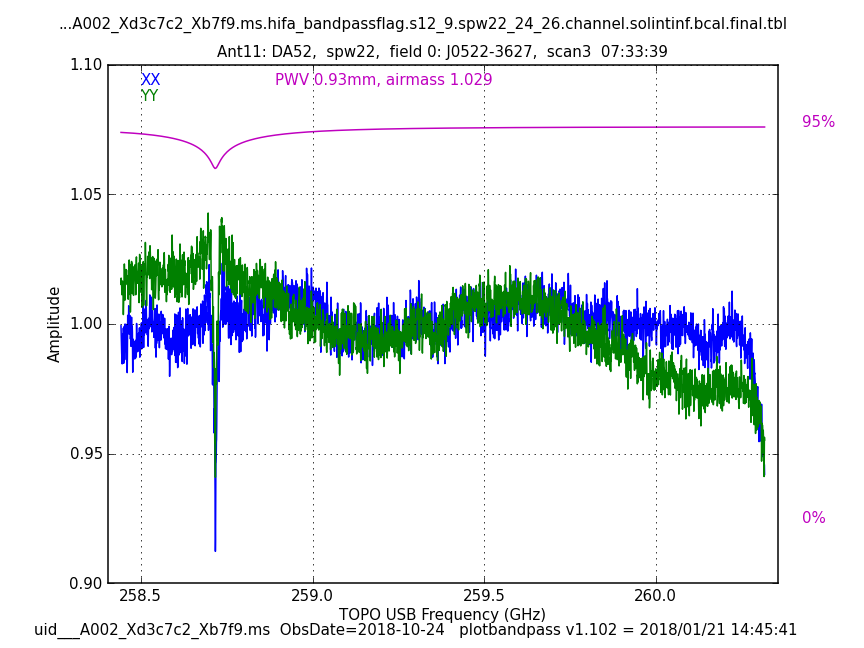 ...A002_Xd3c7c2_Xb7f9.ms.hifa_bandpassflag.s12_9.spw22_24_26.channel.solintinf.bcal.final.tbl
Ant11: DA52,  spw22,  field 0: J0522-3627,  scan3  07:33:39
XX
YY
PWV 0.93mm, airmass 1.029
1.10
1.05
1.00
0.95
0.90
Amplitude
95%
0%
258.5
259.0
259.5
260.0
TOPO USB Frequency (GHz)
uid___A002_Xd3c7c2_Xb7f9.ms  ObsDate=2018-10-24   plotbandpass v1.102 = 2018/01/21 14:45:41